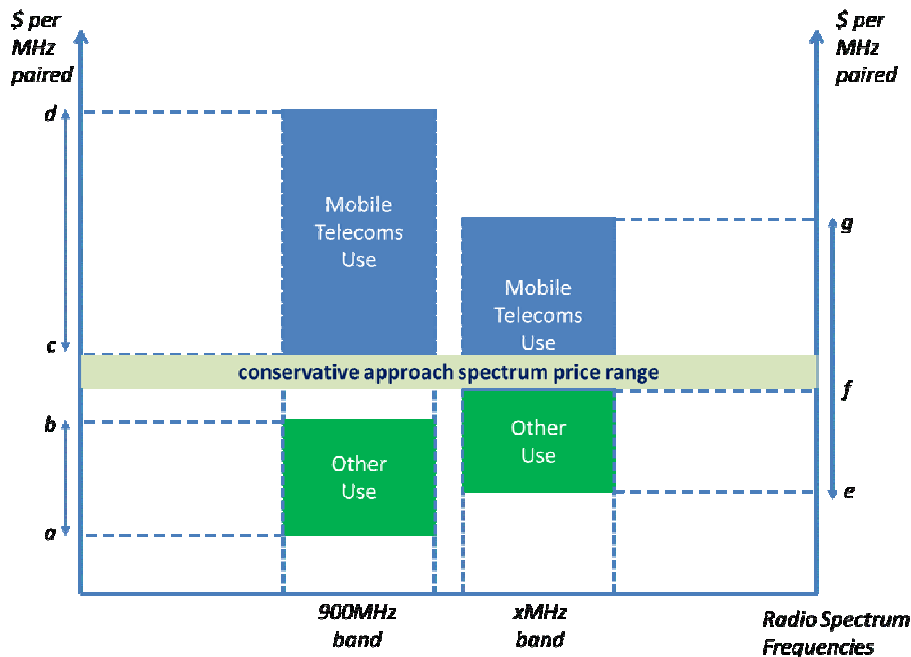 $ per
MHz
paired
$ per
MHz
paired
d
Mobile
Telecoms
Use
g
Mobile
Telecoms
Use
c
conservative approach spectrum price range
f
b
Other
Use
Other
Use
e
a
900MHz
band
xMHz
band
Radio Spectrum
Frequencies